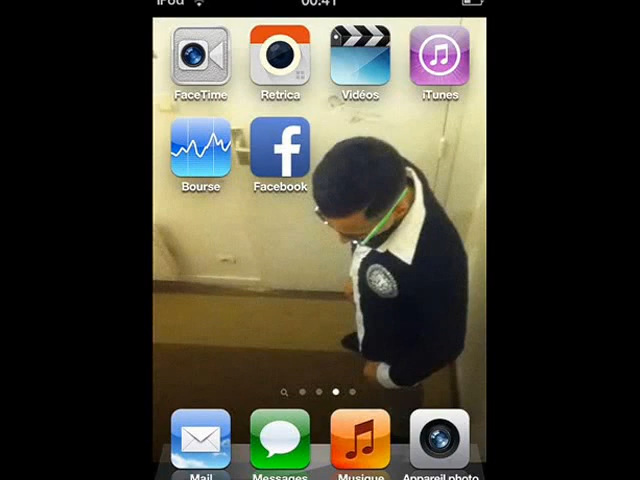 iPod 00:41
FaceTime Retrica Vidéos iTunes
Bourse Facebook
Mail Messages Musique Appareil photo